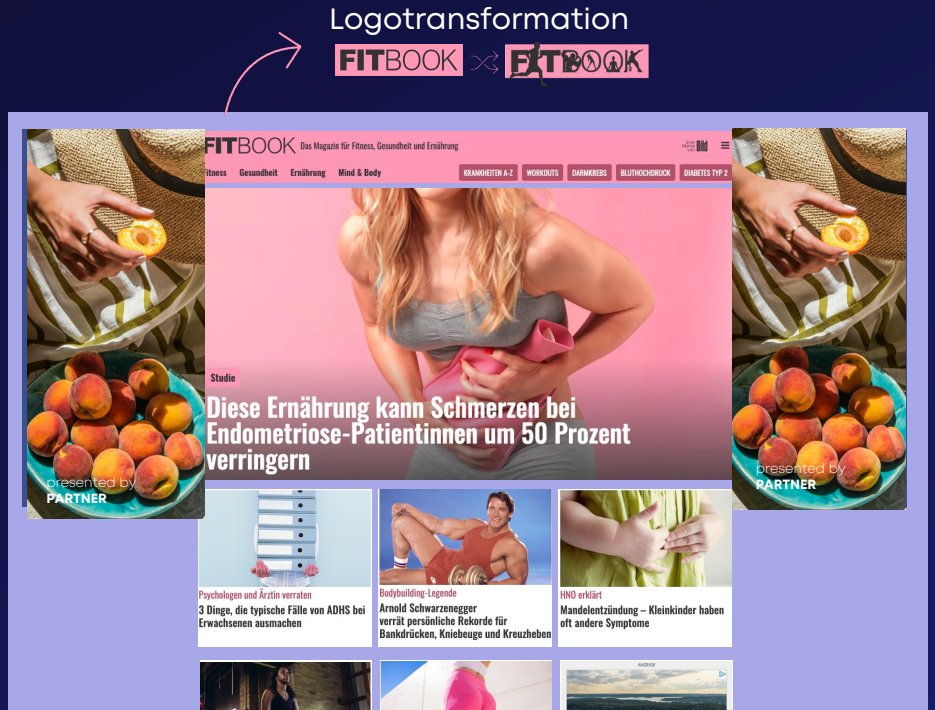 Logotransformation
FITBOOK
FITBOOK
FITBOOK Das Magazin für Fitness, Gesundheit und Ernährung
Bild
itness Gesundheit Ernährung Mind & Body
KRANKHEITEN A-Z WORKOUTS DARMKREBS BLUTHOCHDRUCK DIABETES TYP 2
Studie
Diese Ernährung kann Schmerzen bei
Endometriose-Patientinnen um 50 Prozent
verringern
presented by
PARTNER
presented by
PARTNER
Psychologen und Ärztin verraten
3 Dinge, die typische Fälle von ADHS bei
Erwachsenen ausmachen
Bodybuilding-Legende
Arnold Schwarzenegger
verrät persönliche Rekorde für
Bankdrücken, Kniebeuge und Kreuzheben
HNO erklärt
Mandelentzündung – Kleinkinder haben
oft andere Symptome
ANZEIGE